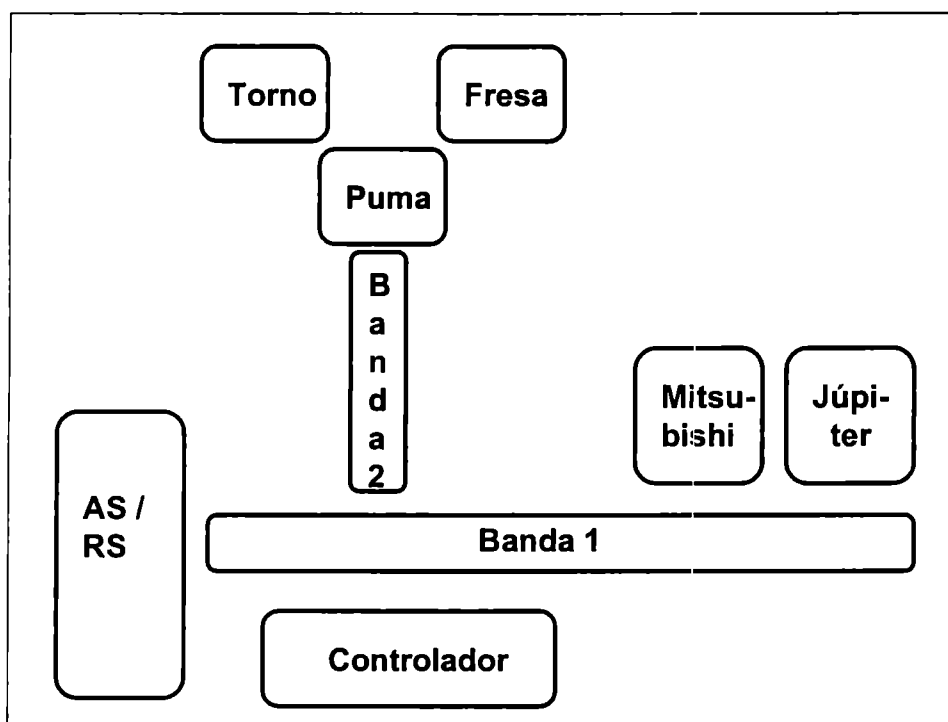 Torno
Fresa
Puma
B
a
n
d
a
2
Mitsu-
bishi
Júpi-
ter
AS /
RS
Banda 1
Controlador